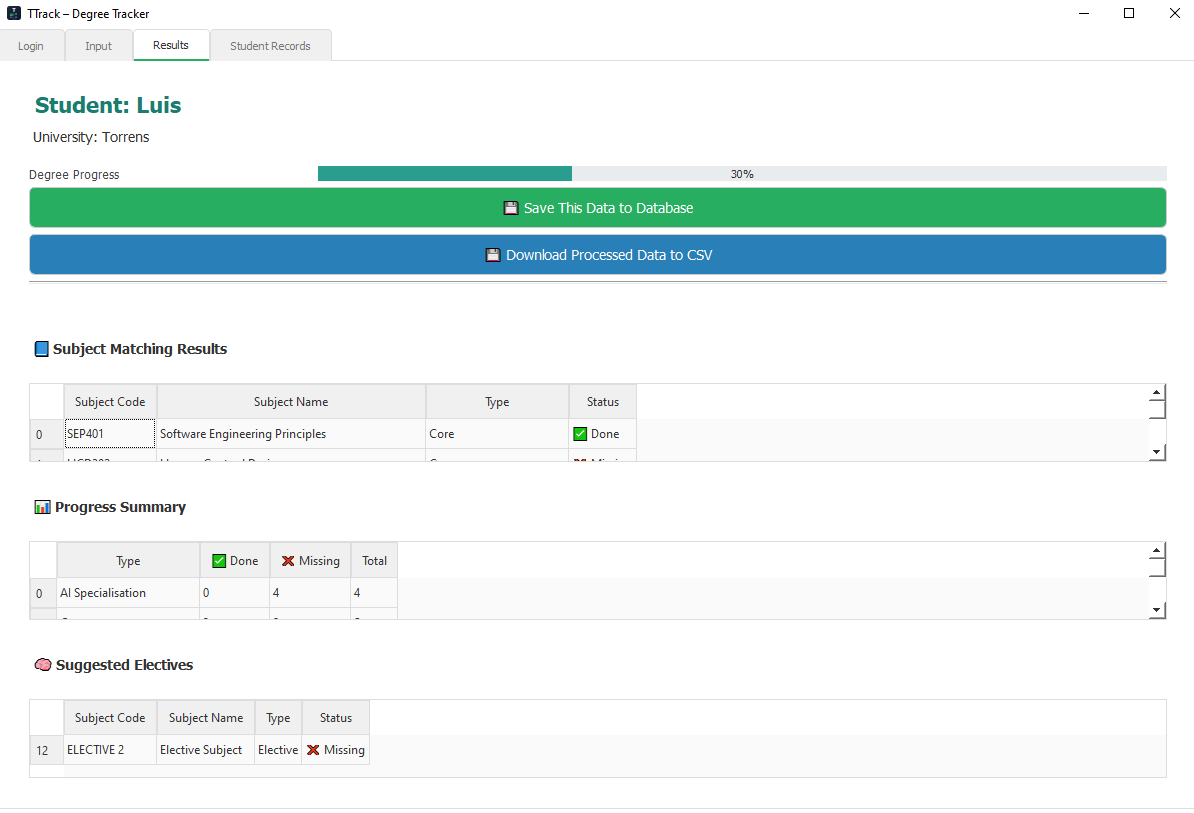 TTrack – Degree Tracker
Login Input Results Student Records
Student: Luis
University: Torrens
Degree Progress 30%
💾 Save This Data to Database
💾 Download Processed Data to CSV
📘 Subject Matching Results
Subject Code Subject Name Type Status
0 SEP401 Software Engineering Principles Core ✅ Done
📊 Progress Summary
Type ✅ Done ❌ Missing Total
0 AI Specialisation 0 4 4
🧠 Suggested Electives
Subject Code Subject Name Type Status
12 ELECTIVE 2 Elective Subject Elective ❌ Missing